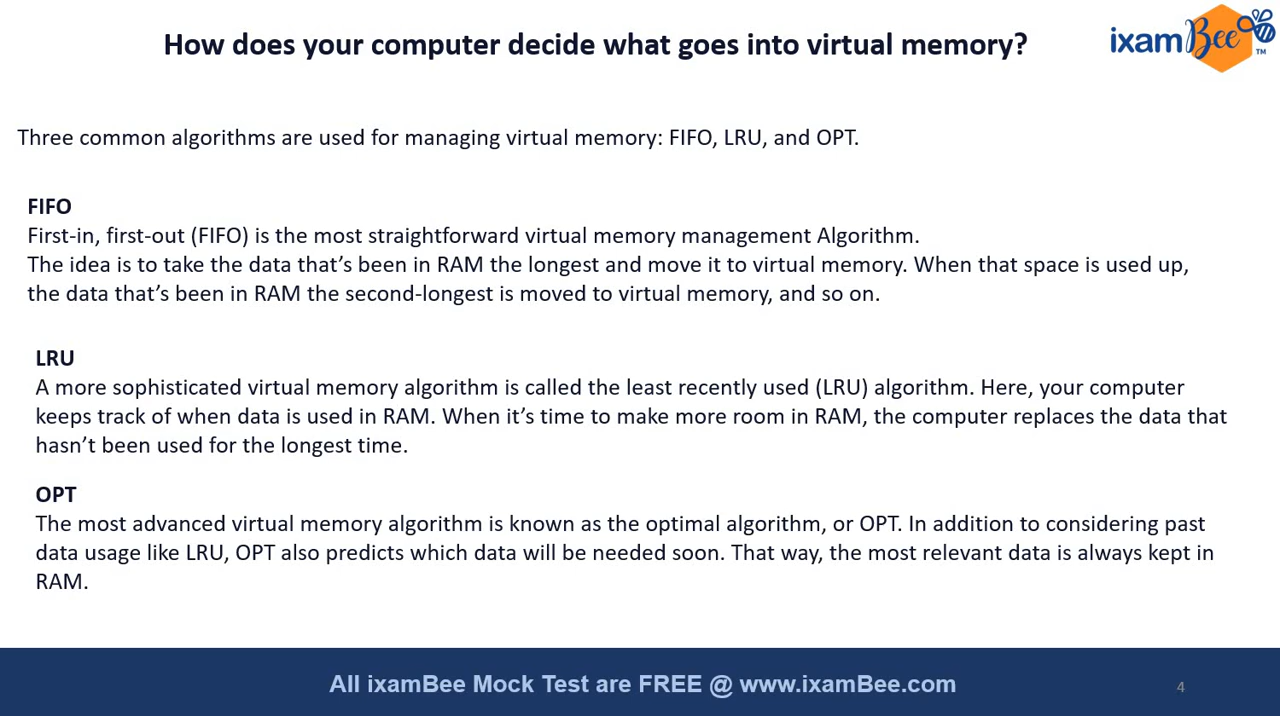 How does your computer decide what goes into virtual memory?
ixamBee
TM
Three common algorithms are used for managing virtual memory: FIFO, LRU, and OPT.
FIFO
First-in, first-out (FIFO) is the most straightforward virtual memory management Algorithm.
The idea is to take the data that’s been in RAM the longest and move it to virtual memory. When that space is used up,
the data that’s been in RAM the second-longest is moved to virtual memory, and so on.
LRU
A more sophisticated virtual memory algorithm is called the least recently used (LRU) algorithm. Here, your computer
keeps track of when data is used in RAM. When it’s time to make more room in RAM, the computer replaces the data that
hasn’t been used for the longest time.
OPT
The most advanced virtual memory algorithm is known as the optimal algorithm, or OPT. In addition to considering past
data usage like LRU, OPT also predicts which data will be needed soon. That way, the most relevant data is always kept in
RAM.
All ixamBee Mock Test are FREE @ www.ixamBee.com
4